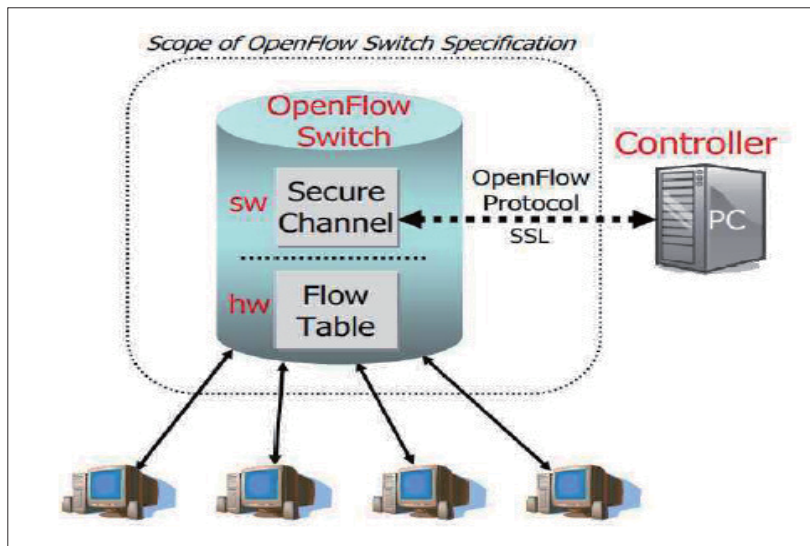 Scope of OpenFlow Switch Specification
OpenFlow
Switch
Controller
sw
Secure
Channel
OpenFlow
Protocol
SSL
PC
hw
Flow
Table